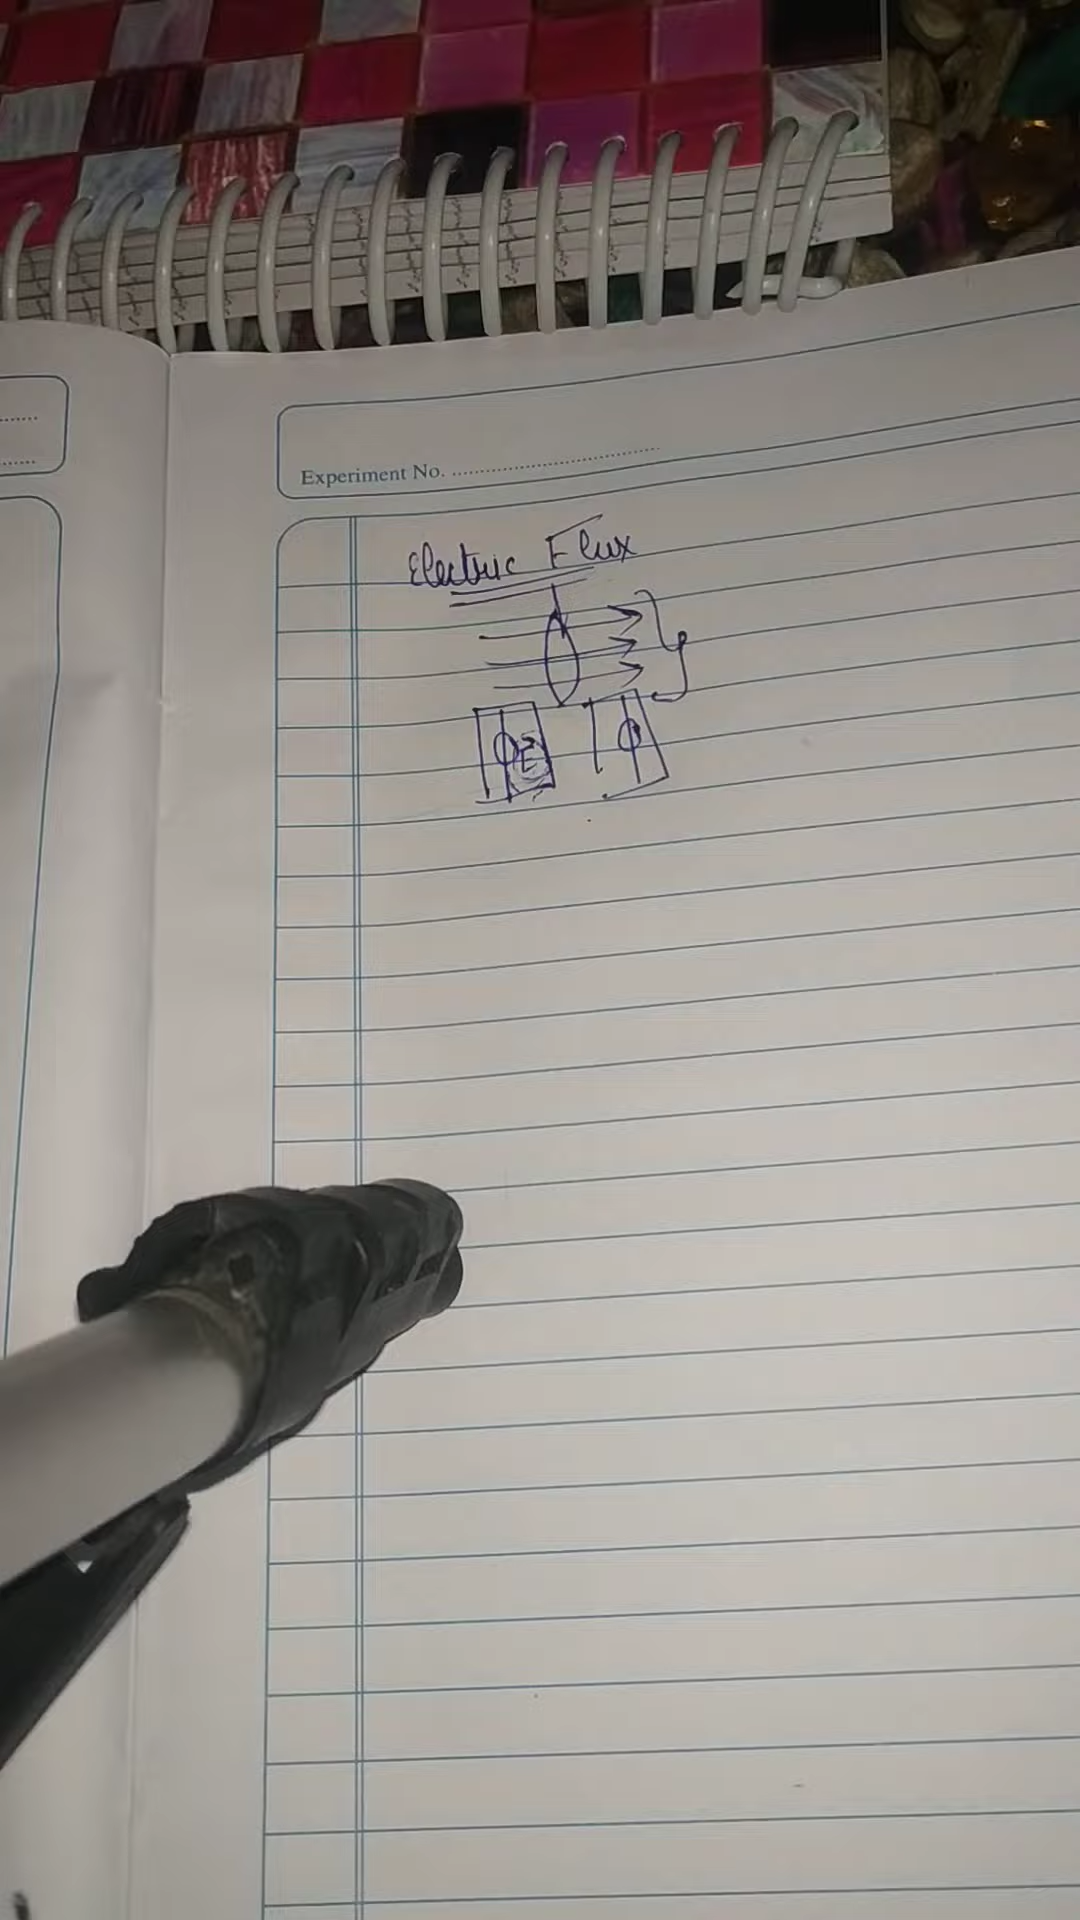 Experiment No.
Electric Flux
ΦE Φ